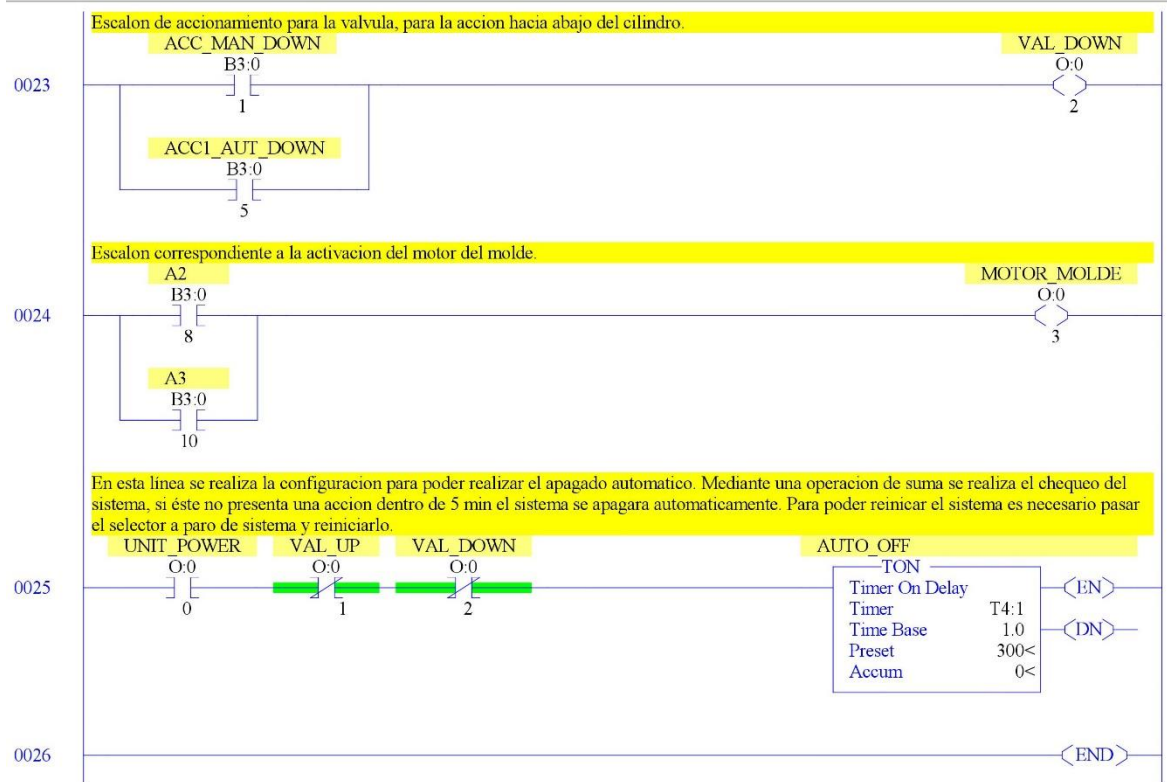 Escalon de accionamiento para la valvula, para la accion hacia abajo del cilindro.
ACC_MAN_DOWN VAL_DOWN
B3:0 O:0
0023
1 2
ACC1_AUT_DOWN
B3:0
5
Escalon correspondiente a la activacion del motor del molde.
A2 MOTOR_MOLDE
B3:0 O:0
0024
8 3
A3
B3:0
10
En esta línea se realiza la configuracion para poder realizar el apagado automatico. Mediante una operacion de suma se realiza el chequeo del
sistema, si éste no presenta una accion dentro de 5 min el sistema se apagara automaticamente. Para poder reinicar el sistema es necesario pasar
el selector a paro de sistema y reiniciarlo.
UNIT_POWER VAL_UP VAL_DOWN AUTO_OFF
O:0 O:0 O:0 TON
0025 Timer On Delay EN
0 1 2 Timer T4:1
Time Base 1.0 DN
Preset 300<
Accum 0<
0026 END